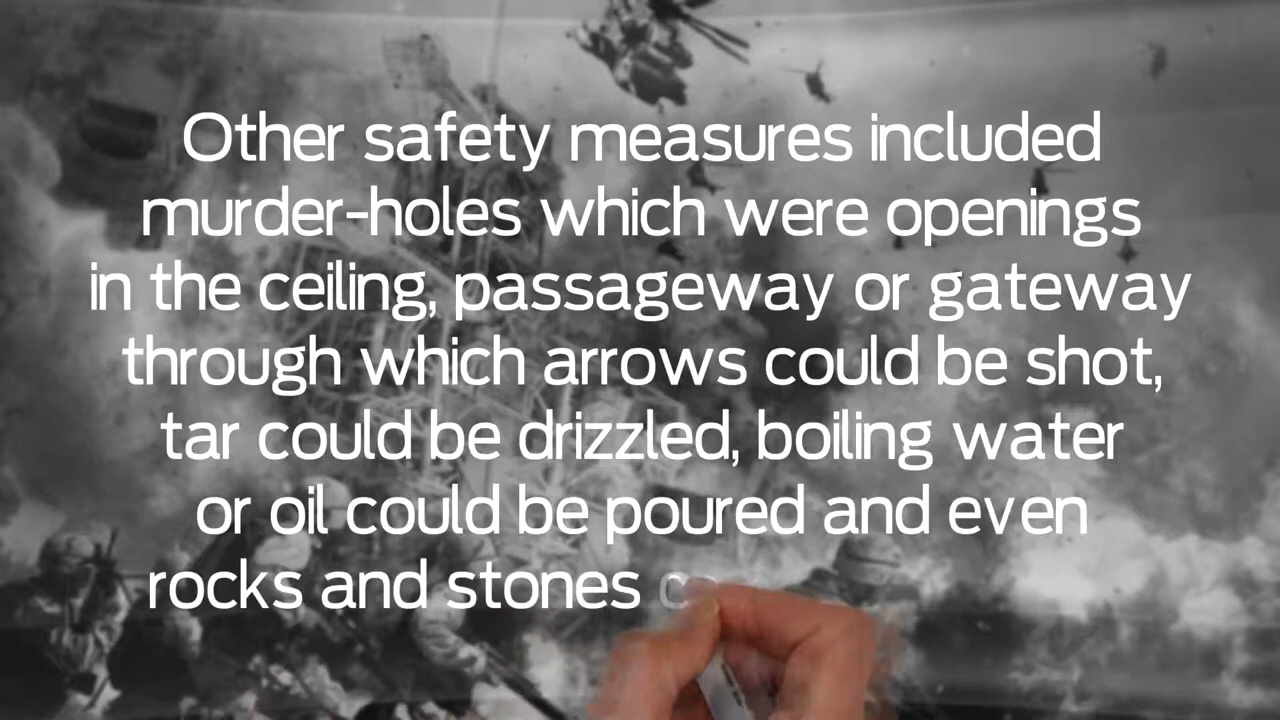 Other safety measures included
murder-holes which were openings
in the ceiling, passageway or gateway
through which arrows could be shot,
tar could be drizzled, boiling water
or oil could be poured and even
rocks and stones